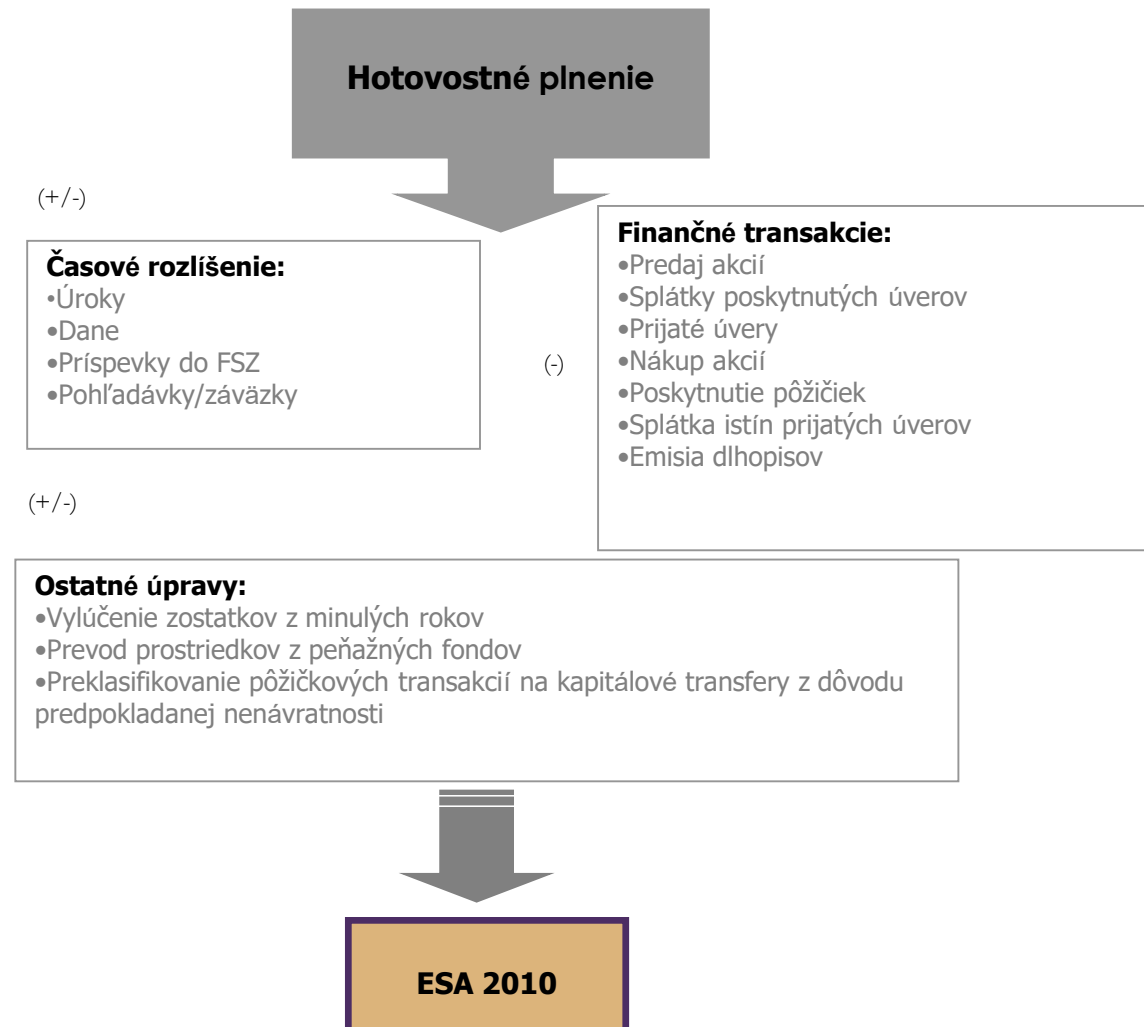 Hotovostné plnenie
(+/-)
Časové rozlíšenie:
•Úroky
•Dane
•Príspevky do FSZ
•Pohľadávky/záväzky
(-)
Finančné transakcie:
•Predaj akcií
•Splátky poskytnutých úverov
•Prijaté úvery
•Nákup akcií
•Poskytnutie pôžičiek
•Splátka istín prijatých úverov
•Emisia dlhopisov
(+/-)
Ostatné úpravy:
•Vylúčenie zostatkov z minulých rokov
•Prevod prostriedkov z peňažných fondov
•Preklasifikovanie pôžičkových transakcií na kapitálové transfery z dôvodu
predpokladanej nenávratnosti
ESA 2010